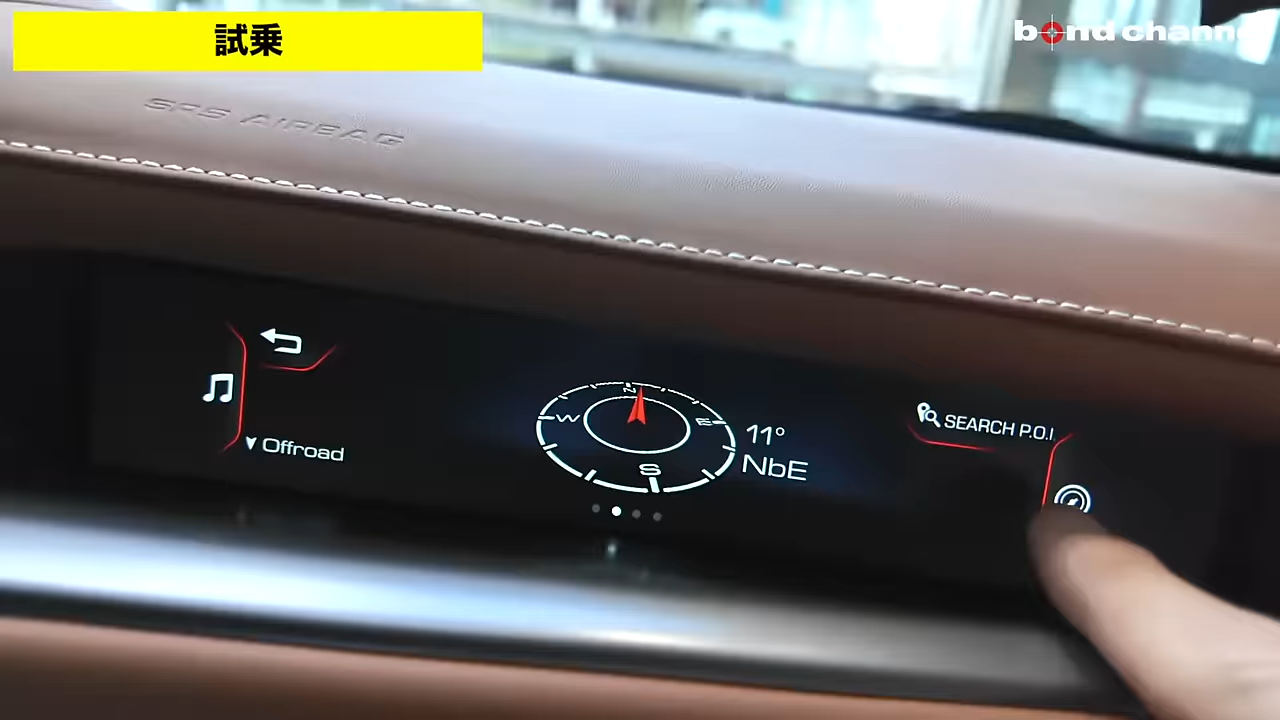 試乗
bond channel
SRS AIRBAG
Offroad
N
W
E
S
11°
NbE
SEARCH P.O.I.